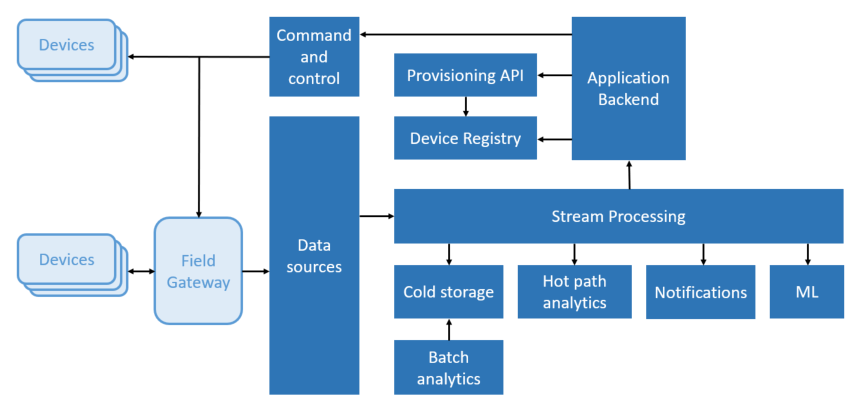 Devices
Command
and
control
Provisioning API
Application
Backend
Device Registry
Stream Processing
Devices
Field
Gateway
Data
sources
Cold storage
Hot path
analytics
Notifications
ML
Batch
analytics